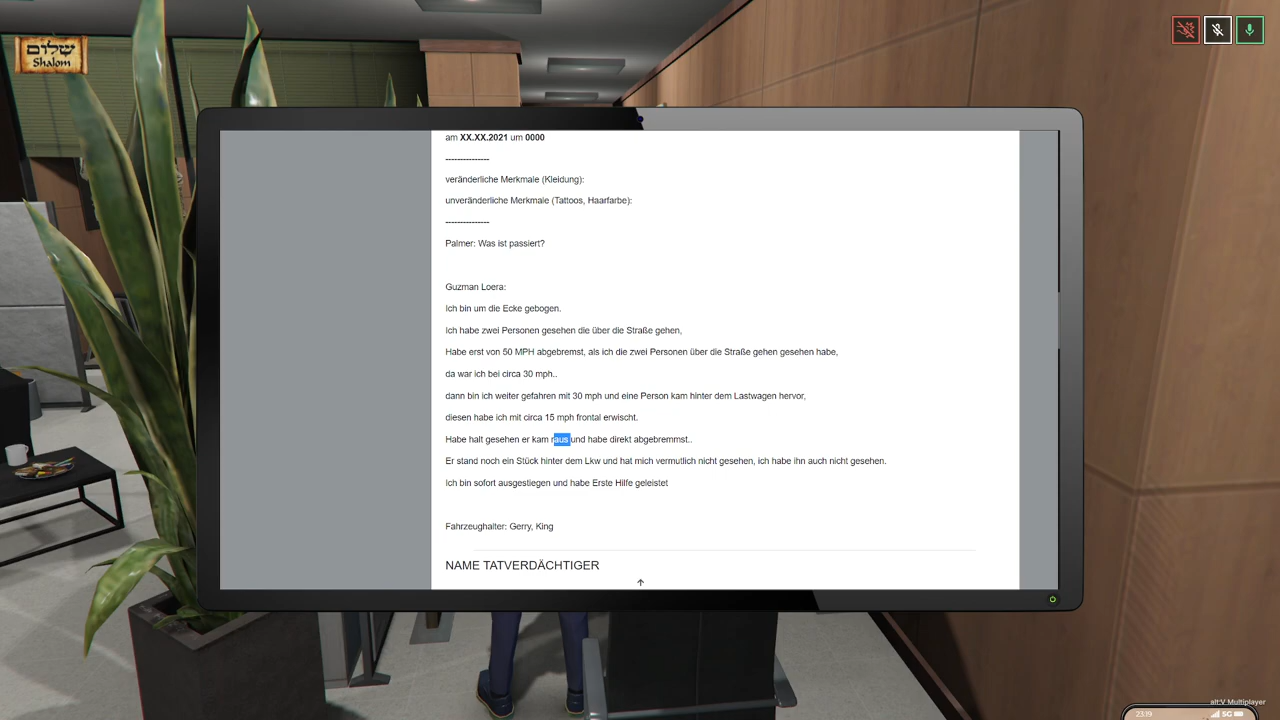 שלום
Shalom
am XX.XX.2021 um 0000
---------------
veränderliche Merkmale (Kleidung):
unveränderliche Merkmale (Tattoos, Haarfarbe):
---------------
Palmer: Was ist passiert?
Guzman Loera:
Ich bin um die Ecke gebogen.
Ich habe zwei Personen gesehen die über die Straße gehen,
Habe erst von 50 MPH abgebremst, als ich die zwei Personen über die Straße gehen gesehen habe,
da war ich bei circa 30 mph..
dann bin ich weiter gefahren mit 30 mph und eine Person kam hinter dem Lastwagen hervor,
diesen habe ich mit circa 15 mph frontal erwischt.
Habe halt gesehen er kam raus und habe direkt abgebremmst..
Er stand noch ein Stück hinter dem Lkw und hat mich vermutlich nicht gesehen, ich habe ihn auch nicht gesehen.
Ich bin sofort ausgestiegen und habe Erste Hilfe geleistet
Fahrzeughalter: Gerry, King
NAME TATVERDÄCHTIGER
alt:V Multiplayer
23:19
5G